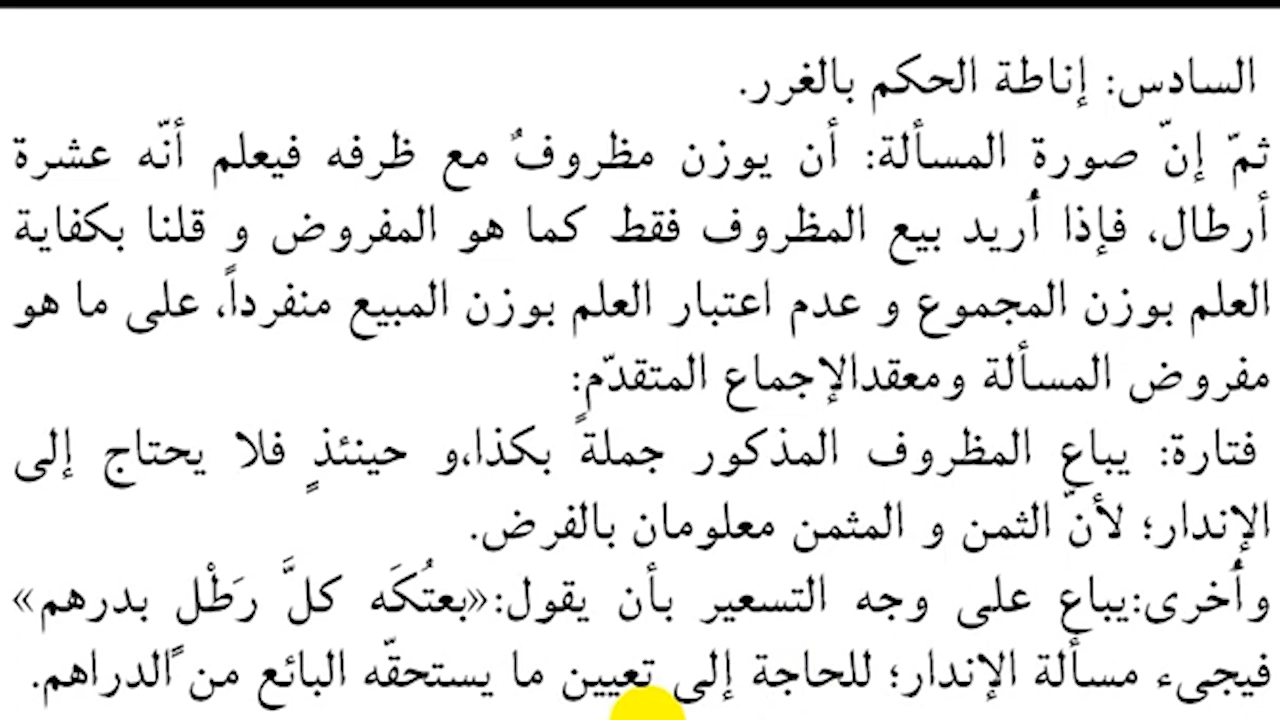 السادس: إناطة الحكم بالغرر.
ثمّ إنّ صورة المسألة: أن يوزن مظروفٌ مع ظرفه فيعلم أنّه عشرة
أرطال، فإذا أُريد بيع المظروف فقط كما هو المفروض و قلنا بكفاية
العلم بوزن المجموع و عدم اعتبار العلم بوزن المبيع منفرداً، على ما هو
مفروض المسألة ومعقدالإجماع المتقدّم:
فتارة: يباع المظروف المذكور جملةً بكذا،و حينئذٍ فلا يحتاج إلى
الإندار؛ لأنّ الثمن و المثمن معلومان بالفرض.
وأُخرى:يباع على وجه التسعير بأن يقول:«بعتُكَه كلَّ رَطْل بدرهم»
فيجيء مسألة الإندار؛ للحاجة إلى تعيين ما يستحقّه البائع من ًالدراهم.